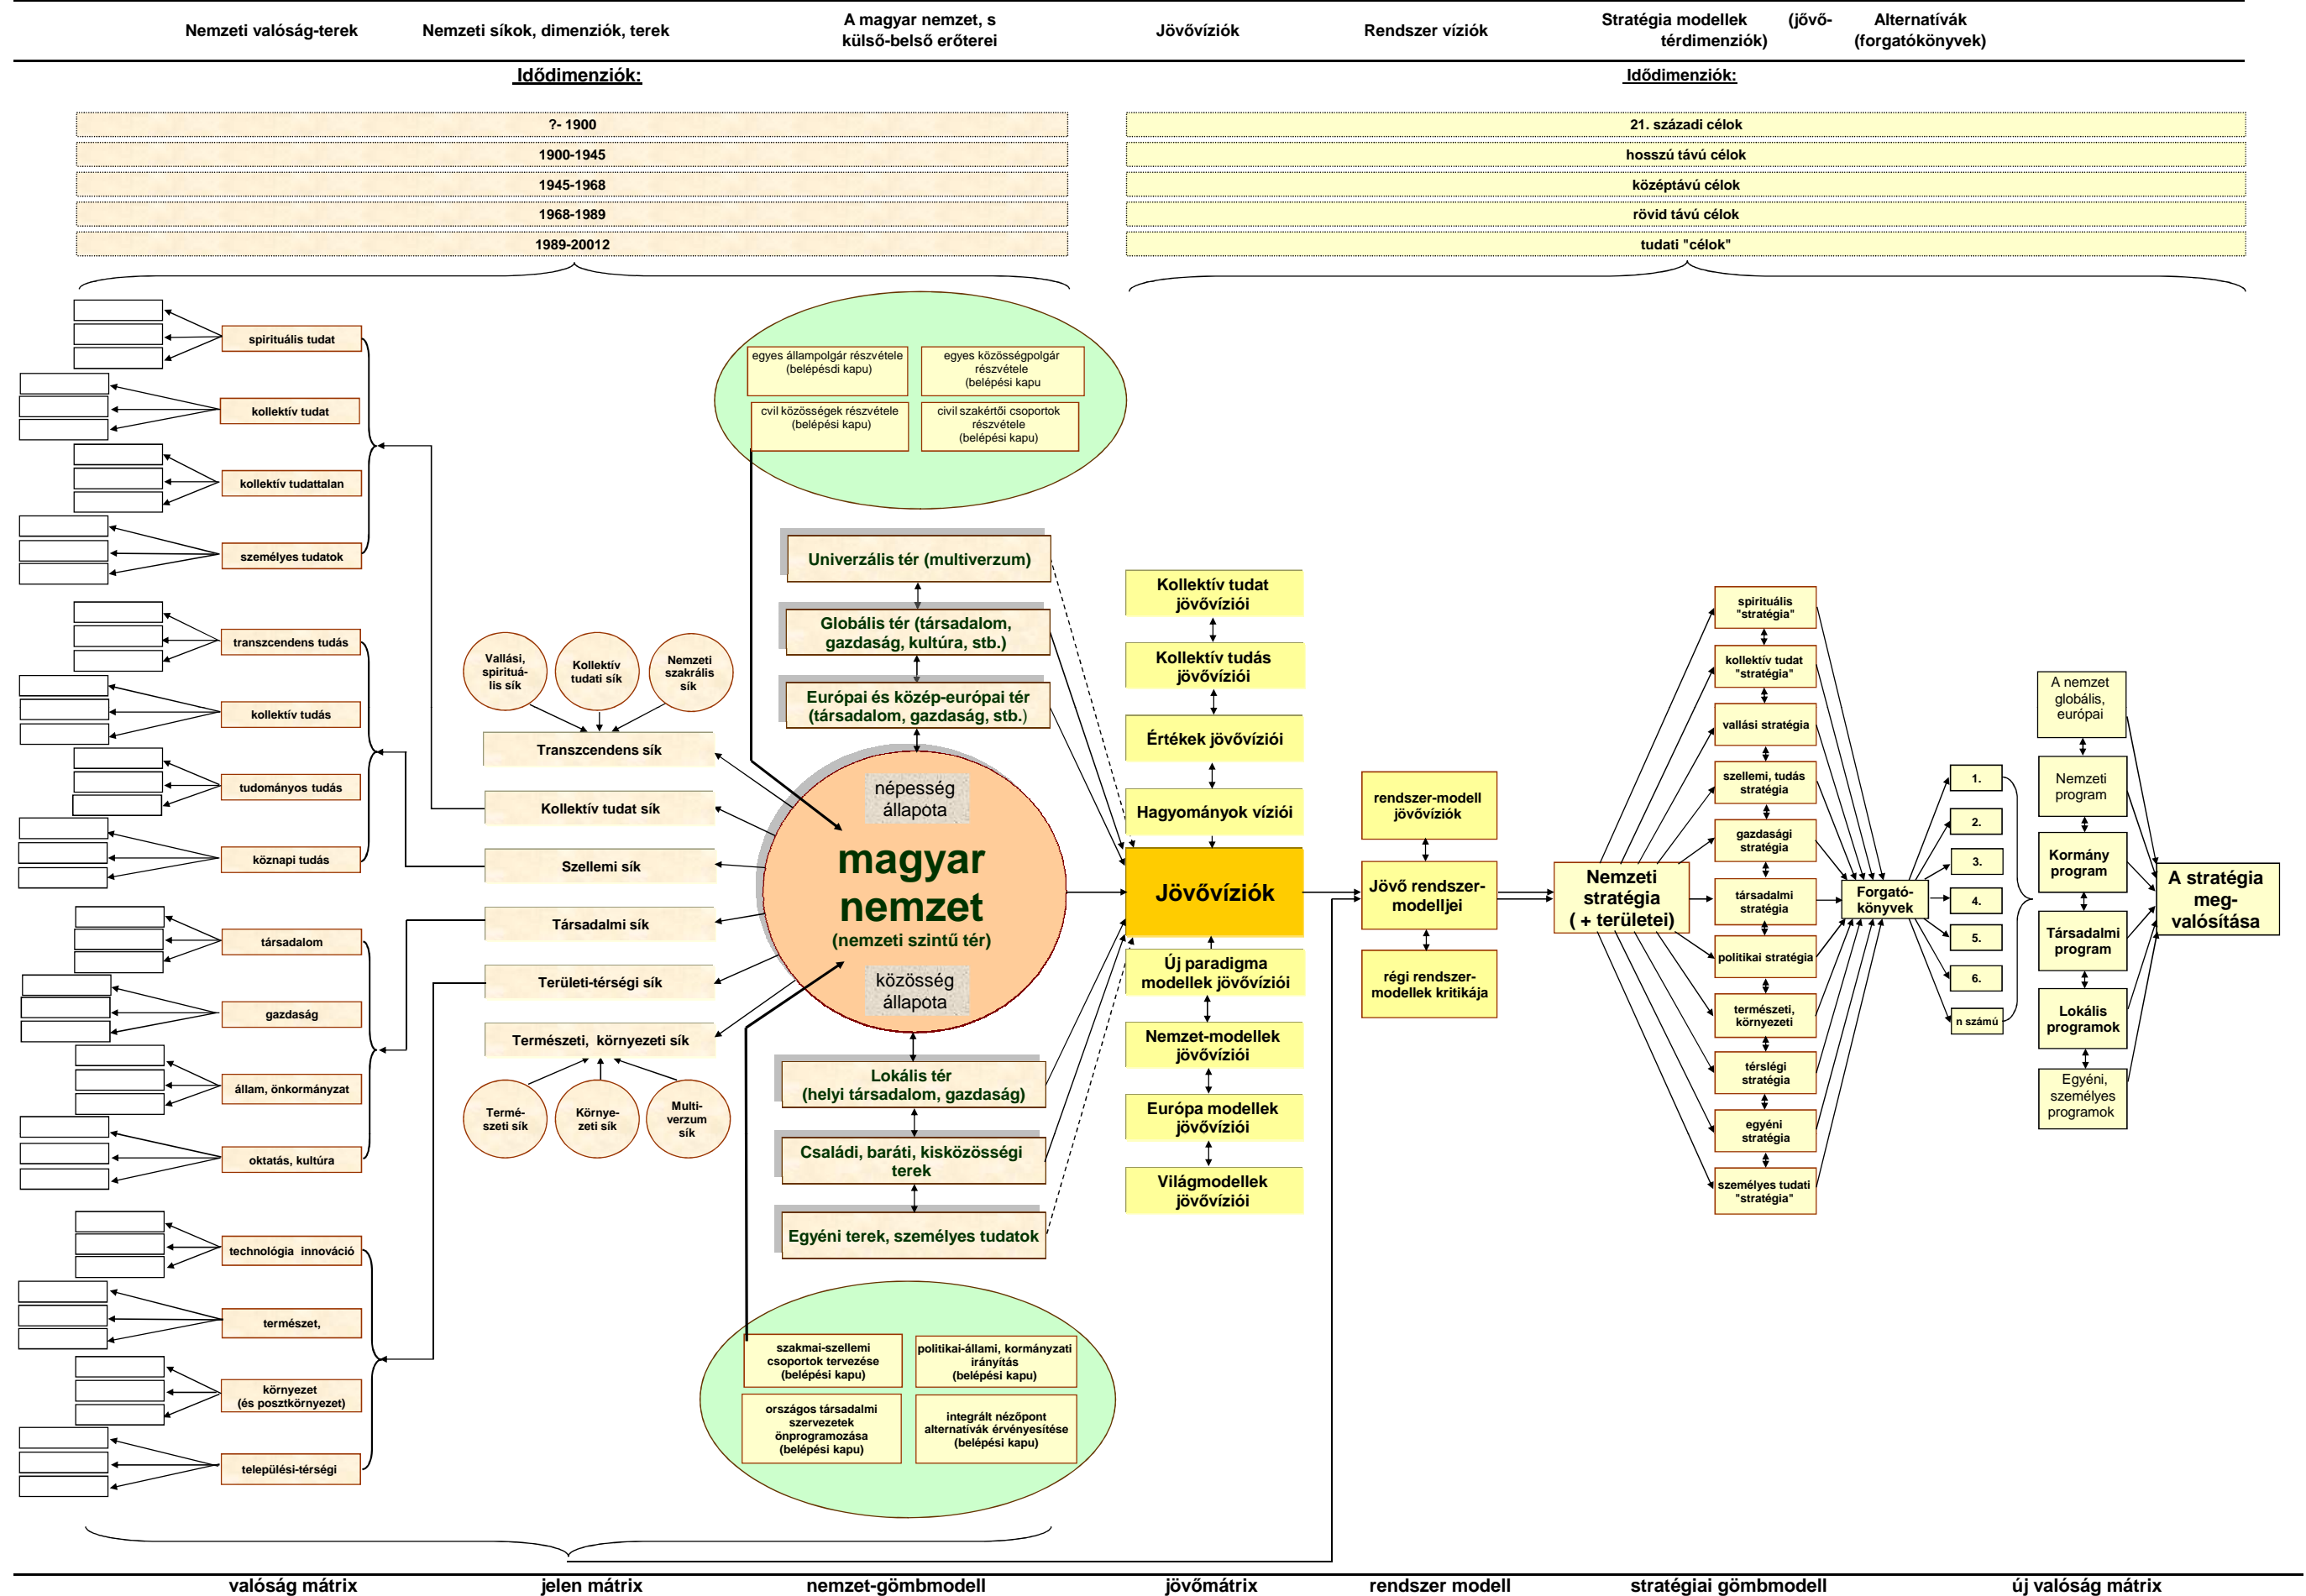 Nemzeti valóság-terek
Nemzeti síkok, dimenziók, terek
A magyar nemzet, s
külső-belső erőterei
Jövővíziók
Rendszer víziók
Stratégia modellek (jővő-
térdimenziók)
Alternatívák
(forgatókönyvek)
Idődimenziók:
Idődimenziók:
?- 1900
1900-1945
1945-1968
1968-1989
1989-20012
21. századi célok
hosszú távú célok
középtávú célok
rövid távú célok
tudati "célok"
spirituális tudat
kollektív tudat
kollektív tudattalan
személyes tudatok
transzcendens tudás
kollektív tudás
tudományos tudás
köznapi tudás
társadalom
gazdaság
állam, önkormányzat
oktatás, kultúra
technológia innováció
természet,
környezet
(és posztkörnyezet)
települési-térségi
Vallási,
spirituá-
lis sík
Kollektív
tudati sík
Nemzeti
szakrális
sík
Transzcendens sík
Kollektív tudat sík
Szellemi sík
Társadalmi sík
Területi-térségi sík
Természeti, környezeti sík
Termé-
szeti sík
Környe-
zeti sík
Multi-
verzum
sík
egyes állampolgár részvétele
(belépésdi kapu)
egyes közösségpolgár
részvétele
(belépési kapu
cvil közösségek részvétele
(belépési kapu)
civil szakértői csoportok
részvétele
(belépési kapu)
Univerzális tér (multiverzum)
Globális tér (társadalom,
gazdaság, kultúra, stb.)
Európai és közép-európai tér
(társadalom, gazdaság, stb.)
népesség
állapota
magyar
nemzet
(nemzeti szintű tér)
közösség
állapota
Lokális tér
(helyi társadalom, gazdaság)
Családi, baráti, kisközösségi
terek
Egyéni terek, személyes tudatok
szakmai-szellemi
csoportok tervezése
(belépési kapu)
politikai-állami, kormányzati
irányítás
(belépési kapu)
országos társadalmi
szervezetek
önprogramozása
(belépési kapu)
integrált nézőpont
alternatívák érvényesítése
(belépési kapu)
Kollektív tudat
jövővíziói
Kollektív tudás
jövővíziói
Értékek jövővíziói
Hagyományok víziói
Jövővíziók
Új paradigma
modellek jövővíziói
Nemzet-modellek
jövővíziói
Európa modellek
jövővíziói
Világmodellek
jövővíziói
rendszer-modell
jövővíziók
Jövő rendszer-
modelljei
régi rendszer-
modellek kritikája
Nemzeti
stratégia
( + területei)
spirituális
"stratégia"
kollektív tudat
"stratégia"
vallási stratégia
szellemi, tudás
stratégia
gazdasági
stratégia
társadalmi
stratégia
politikai stratégia
természeti,
környezeti
térslégi
stratégia
egyéni
stratégia
személyes tudati
"stratégia"
Forgató-
könyvek
1.
2.
3.
4.
5.
6.
n számú
A nemzet
globális,
európai
Nemzeti
program
Kormány
program
Társadalmi
program
Lokális
programok
Egyéni,
személyes
programok
A stratégia
meg-
valósítása
valóság mátrix
jelen mátrix
nemzet-gömbmodell
jövőmátrix
rendszer modell
stratégiai gömbmodell
új valóság mátrix